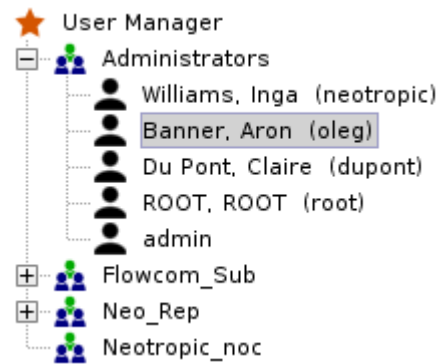 User Manager
Administrators
Williams, Inga (neotropic)
Banner, Aron (oleg)
Du Pont, Claire (dupont)
ROOT, ROOT (root)
admin
Flowcom_Sub
Neo_Rep
Neotropic_noc